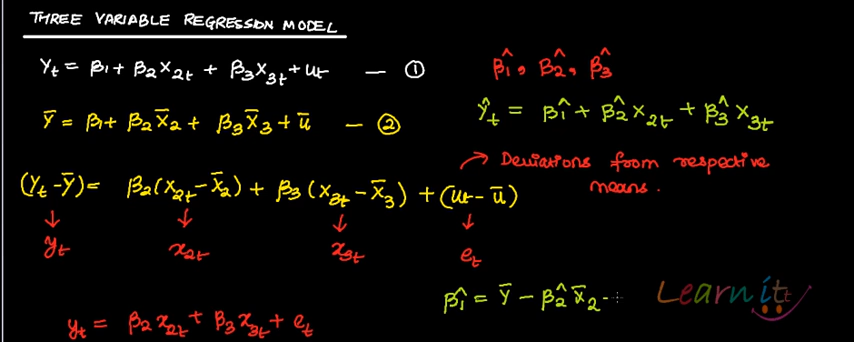 THREE VARIABLE REGRESSION MODEL
Yt = β1 + β2X2t + β3X3t + ut — ①
β̂1, β̂2, β̂3
Ȳ = β1 + β2X̄2 + β3X̄3 + ū — ②
Ŷt = β̂1 + β̂2X2t + β̂3X3t
→ Deviations from respective means.
(Yt - Ȳ) = β2(X2t - X̄2) + β3(X3t - X̄3) + (ut - ū)
↓ ↓ ↓ ↓
yt x2t x3t et
β̂1 = Ȳ - β̂2X̄2 -
Learnitt
yt = β2x2t + β3x3t + et